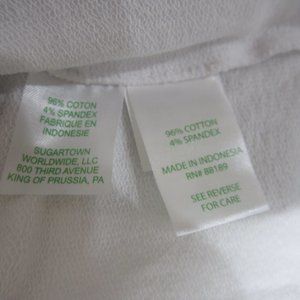 96% COTON
4% SPANDEX
FABRIQUE EN
INDONESIE
SUGARTOWN
WORLDWIDE, LLC
800 THIRD AVENUE
KING OF PRUSSIA, PA
96% COTTON
4% SPANDEX
MADE IN INDONESIA
RN# 88189
SEE REVERSE
FOR CARE